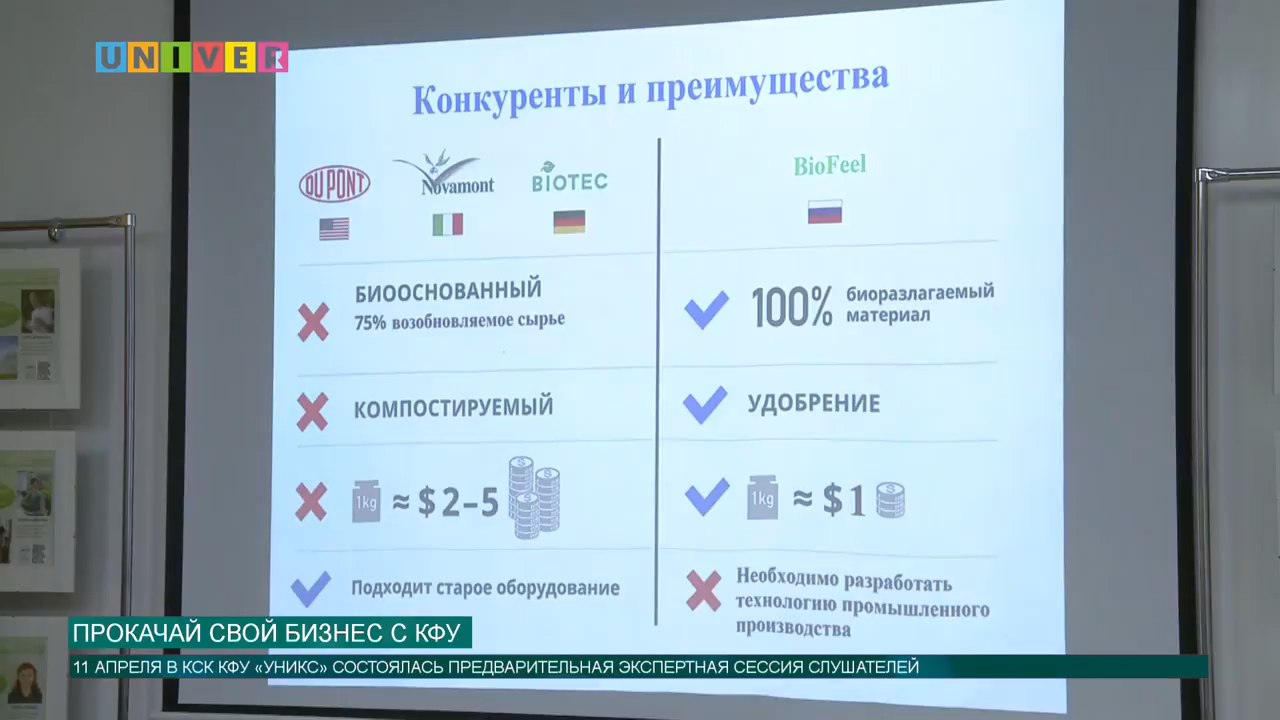 UNIVER
Конкуренты и преимущества
DU PONT
Novamont
BIOTEC
BioFeel
БИООСНОВАННЫЙ
75% возобновляемое сырье
100% биоразлагаемый
материал
КОМПОСТИРУЕМЫЙ
УДОБРЕНИЕ
1kg ≈ $2-5
1kg ≈ $1
Подходит старое оборудование
Необходимо разработать
технологию промышленного
производства
ПРОКАЧАЙ СВОЙ БИЗНЕС С КФУ
11 АПРЕЛЯ В КСК КФУ «УНИКС» СОСТОЯЛАСЬ ПРЕДВАРИТЕЛЬНАЯ ЭКСПЕРТНАЯ СЕССИЯ СЛУШАТЕЛЕЙ